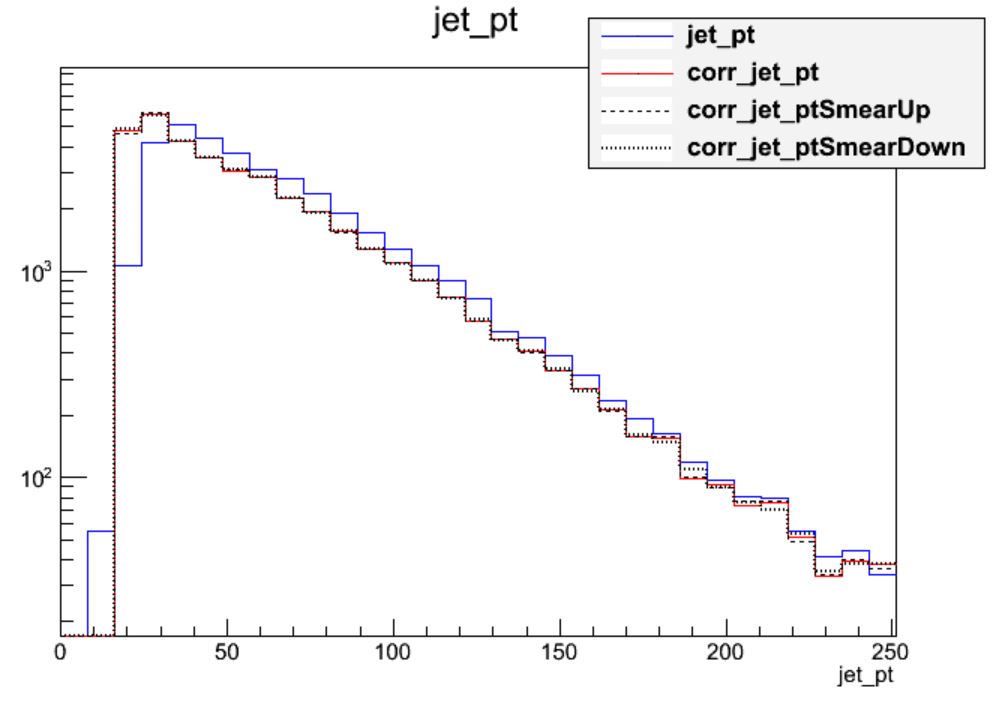 jet_pt
jet_pt
corr_jet_pt
corr_jet_ptSmearUp
corr_jet_ptSmearDown
10³
10²
0 50 100 150 200 250
jet_pt